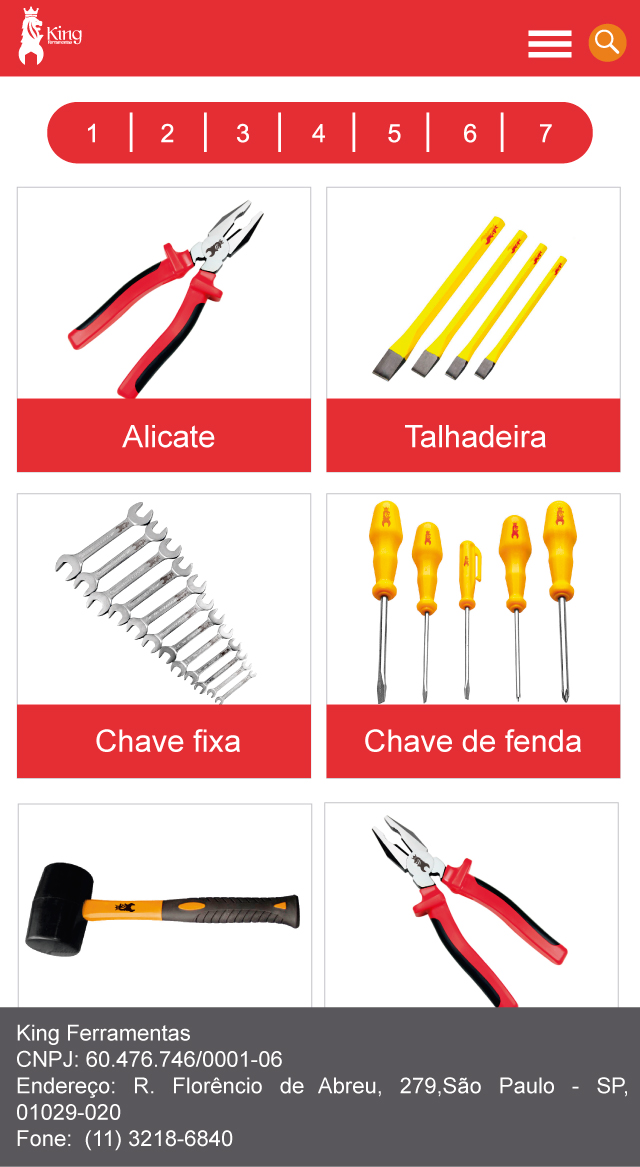 King
Ferramentas
1 2 3 4 5 6 7
Alicate
Talhadeira
Chave fixa
Chave de fenda
King Ferramentas
CNPJ: 60.476.746/0001-06
Endereço: R. Florêncio de Abreu, 279,São Paulo - SP,
01029-020
Fone: (11) 3218-6840